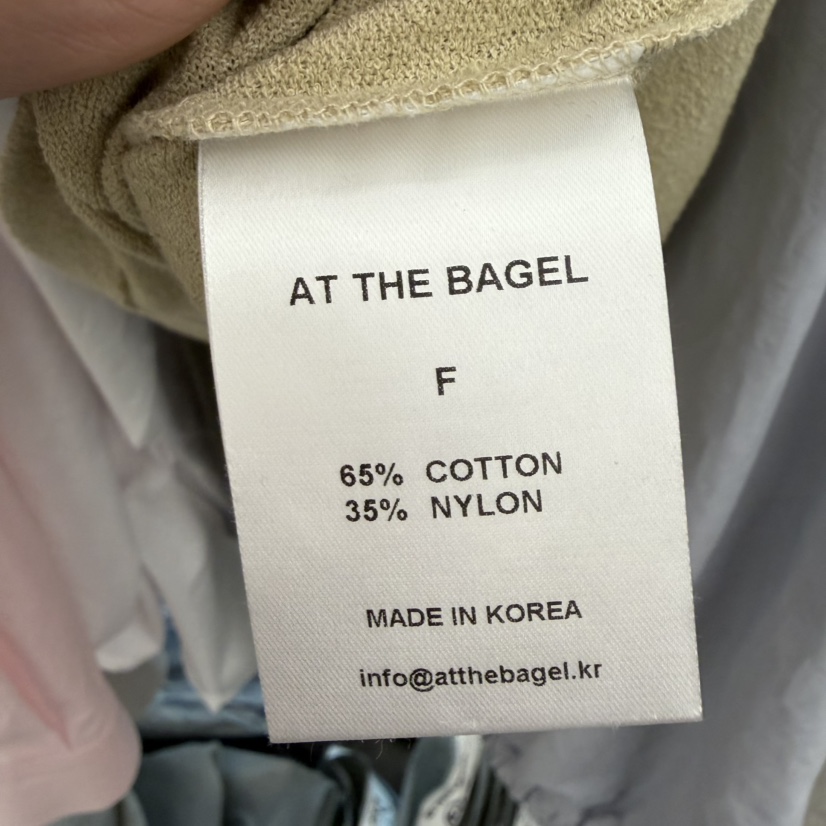 AT THE BAGEL
F
65% COTTON
35% NYLON
MADE IN KOREA
info@atthebagel.kr